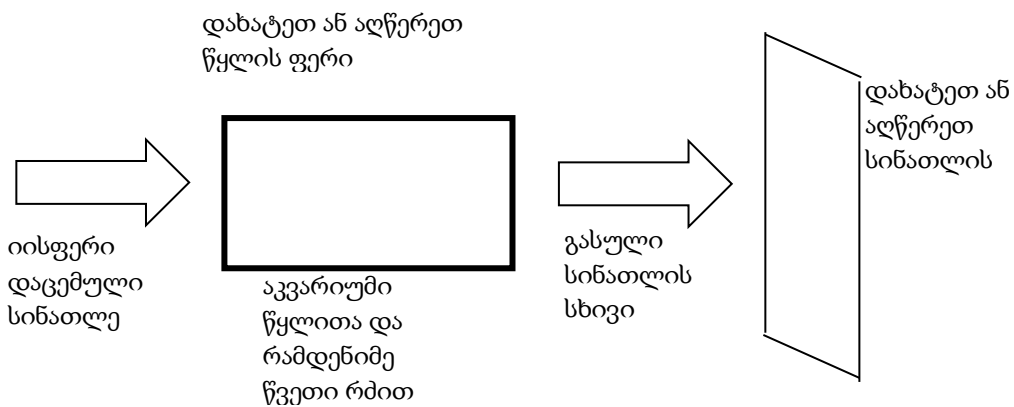 დახატეთ ან აღწერეთ
წყლის ფერი
იისფერი
დაცემული
სინათლე
აკვარიუმი
წყლითა და
რამდენიმე
წვეთი რძით
გასული
სინათლის
სხივი
დახატეთ ან
აღწერეთ
სინათლის